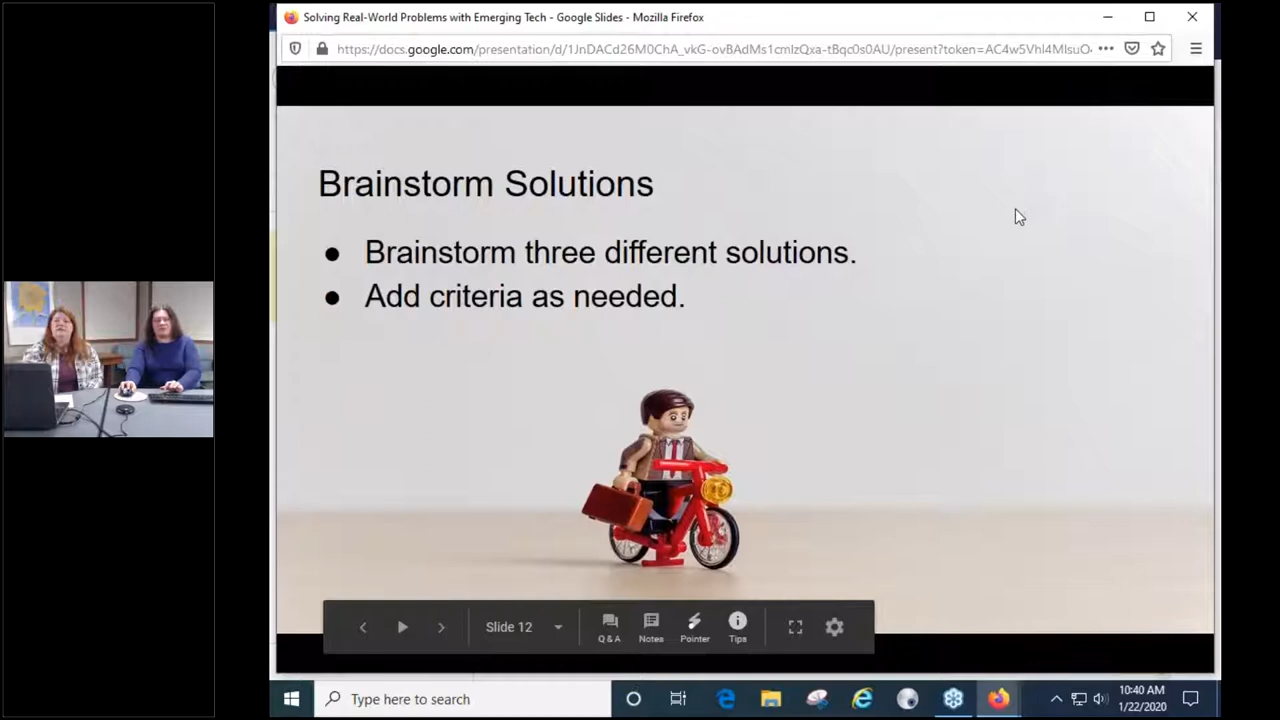 Solving Real-World Problems with Emerging Tech - Google Slides - Mozilla Firefox
Brainstorm Solutions
● Brainstorm three different solutions.
● Add criteria as needed.
Slide 12
Q & A
Notes
Pointer
Tips
Type here to search
10:40 AM
1/22/2020